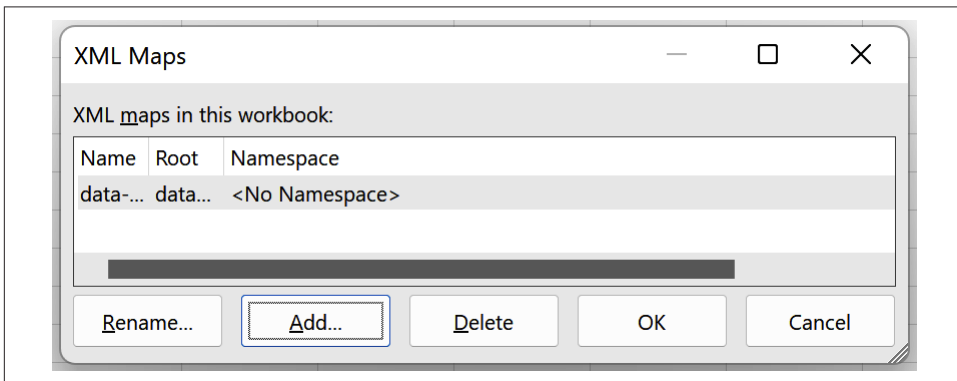 XML Maps
XML maps in this workbook:
Name Root Namespace
data-... data... <No Namespace>
Rename... Add... Delete OK Cancel